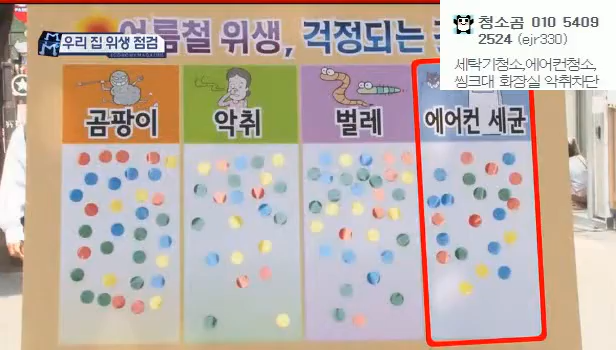 우리 집 위생 점검
ECONOMY MAGAZINE
여름철 위생, 걱정되는
청소곰 010 5409
2524 (ejr330)
세탁기청소,에어컨청소,
씽크대 화장실 악취차단
곰팡이
악취
벌레
에어컨 세균